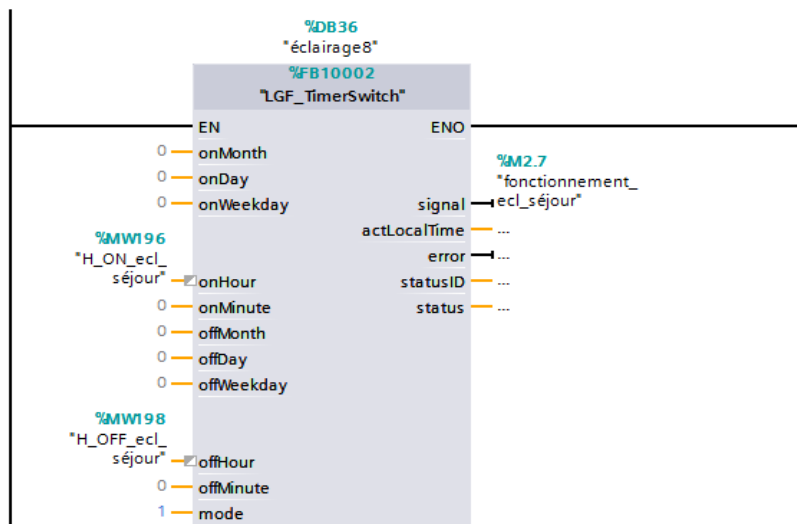 %DB36
"éclairage8"
%FB10002
"LGF_TimerSwitch"
EN ENO
0 onMonth
0 onDay
0 onWeekday
signal
%M2.7
"fonctionnement_
ecl_séjour"
actLocalTime ...
error ...
%MW196
"H_ON_ecl_
séjour" onHour
statusID ...
0 onMinute status ...
0 offMonth
0 offDay
0 offWeekday
%MW198
"H_OFF_ecl_
séjour" offHour
0 offMinute
1 mode